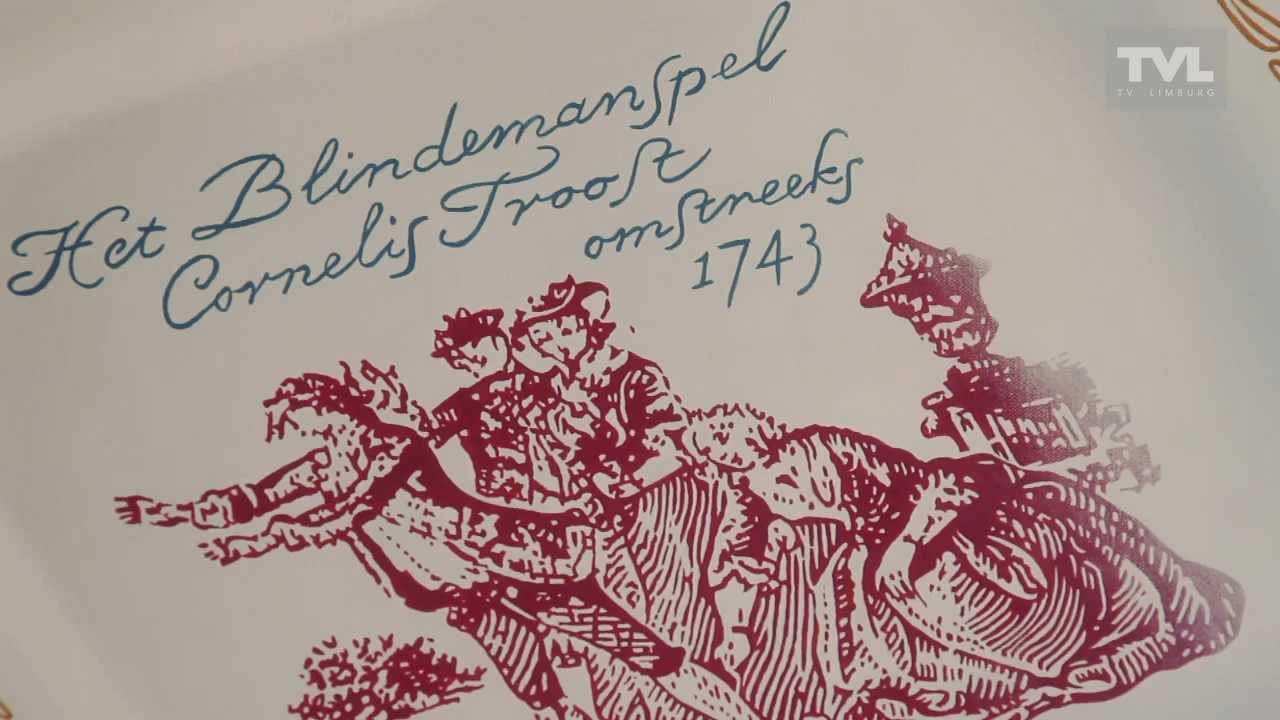 Het Blindemanspel
Cornelis Troost
omstreeks
1743
TVL
TV LIMBURG